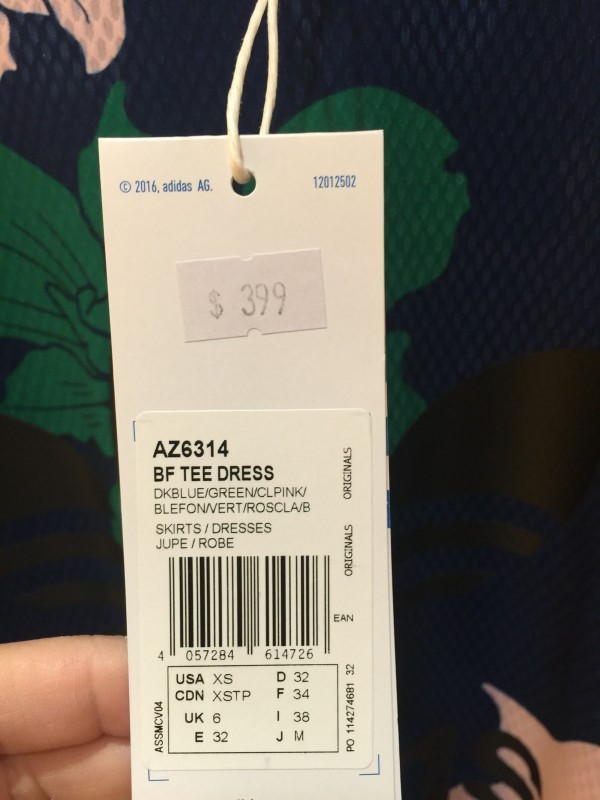 © 2016, adidas AG. 12012502
$ 399
AZ6314
BF TEE DRESS
DKBLUE/GREEN/CLPINK/
BLEFON/VERT/ROSCLA/B
SKIRTS / DRESSES
JUPE / ROBE
ORIGINALS
ORIGINALS
EAN
4 057284 614726
USA XS D 32
CDN XSTP F 34
UK 6 I 38
E 32 J M
ASSMCV04
PO 114274681 32